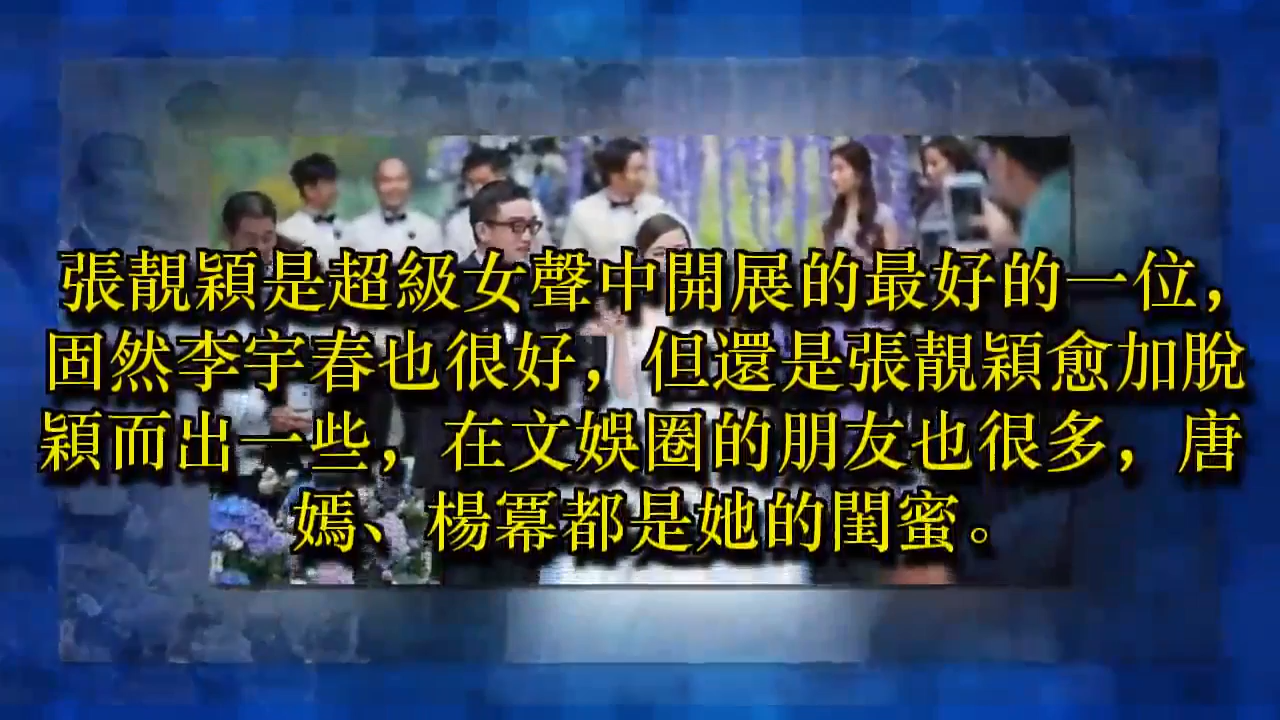 張靚穎是超級女聲中開展的最好的一位，
固然李宇春也很好，但還是張靚穎愈加脫
穎而出一些，在文娛圈的朋友也很多，唐
嫣、楊冪都是她的閨蜜。